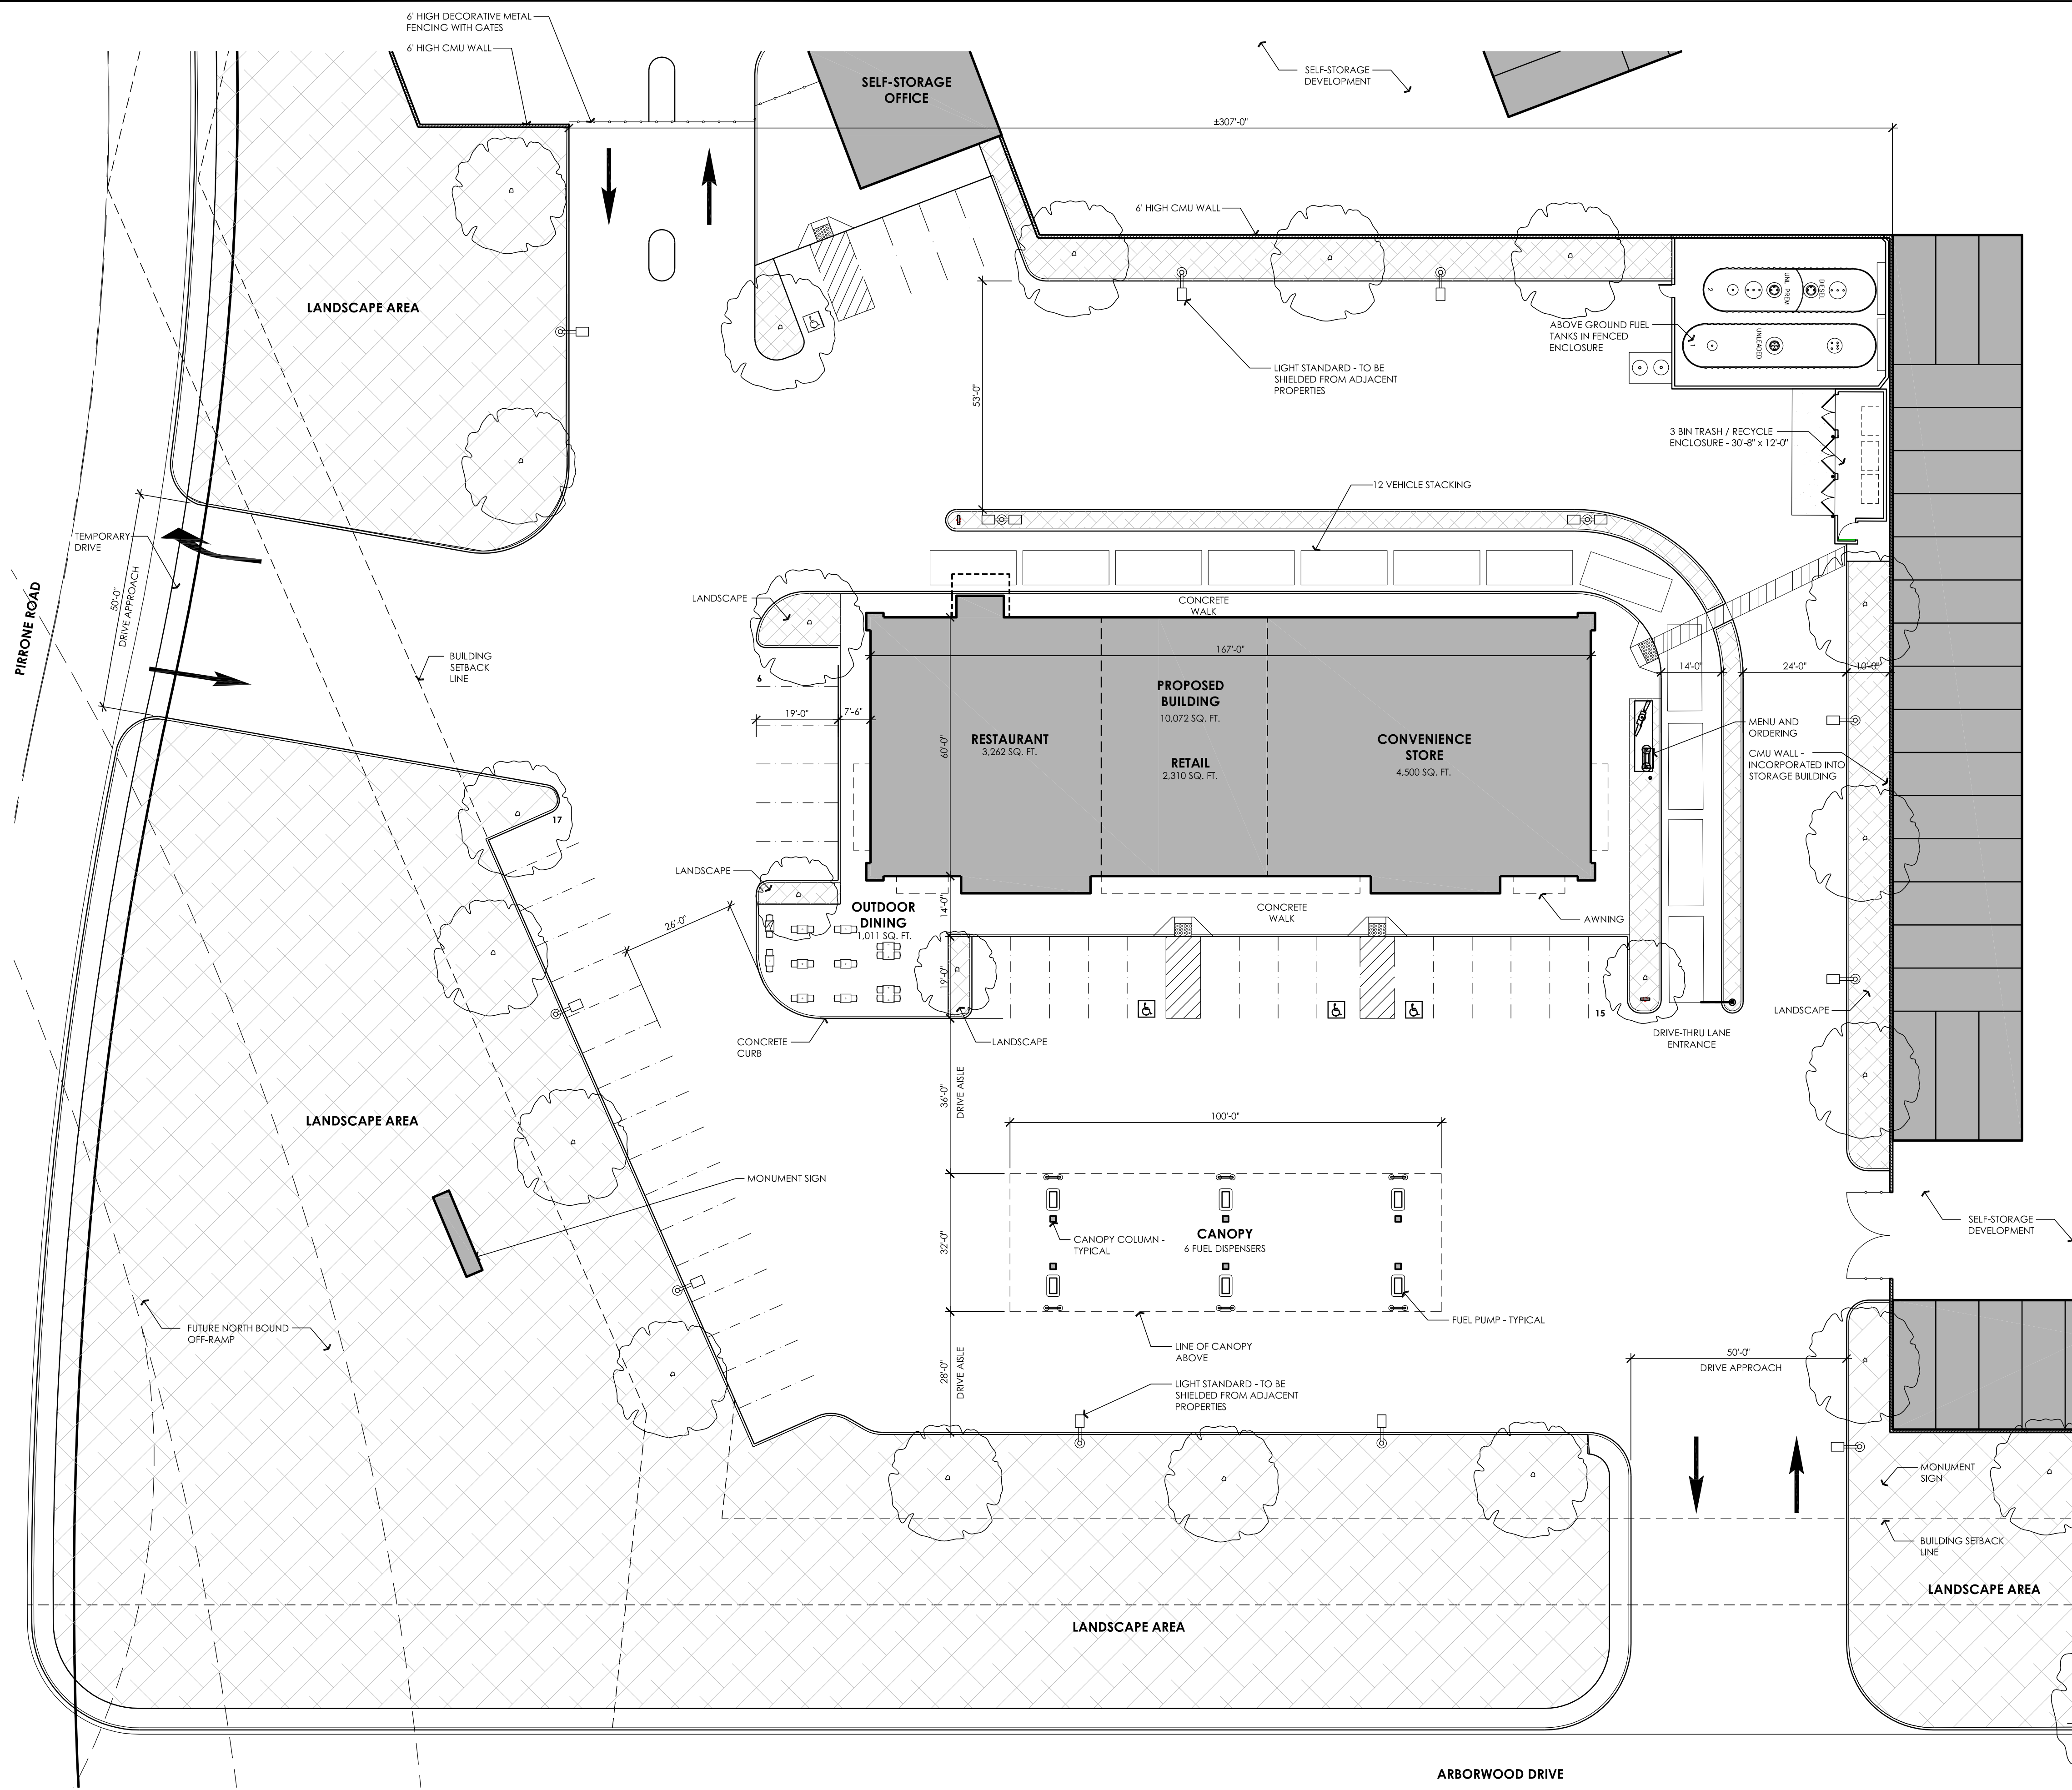 6' HIGH DECORATIVE METAL
FENCING WITH GATES
6' HIGH CMU WALL
SELF-STORAGE
OFFICE
SELF-STORAGE
DEVELOPMENT
±307'-0"
6' HIGH CMU WALL
LANDSCAPE AREA
ABOVE GROUND FUEL
TANKS IN FENCED
ENCLOSURE
2
UNL PREM
DIESEL
1
UNLEADED
LIGHT STANDARD - TO BE
SHIELDED FROM ADJACENT
PROPERTIES
53'-0"
3 BIN TRASH / RECYCLE
ENCLOSURE - 30'-8" x 12'-0"
12 VEHICLE STACKING
TEMPORARY
DRIVE
50'-0"
DRIVE APPROACH
PIRRONE ROAD
LANDSCAPE
CONCRETE
WALK
BUILDING
SETBACK
LINE
167'-0"
14'-0"
24'-0"
10'-0"
6
19'-0"
7'-6"
60'-0"
PROPOSED
BUILDING
10,072 SQ. FT.
RESTAURANT
3,262 SQ. FT.
RETAIL
2,310 SQ. FT.
CONVENIENCE
STORE
4,500 SQ. FT.
MENU AND
ORDERING
CMU WALL -
INCORPORATED INTO
STORAGE BUILDING
17
LANDSCAPE
OUTDOOR
DINING
1,011 SQ. FT.
14'-0"
CONCRETE
WALK
AWNING
26'-0"
19'-0"
15
LANDSCAPE
CONCRETE
CURB
LANDSCAPE
DRIVE-THRU LANE
ENTRANCE
36'-0"
DRIVE AISLE
100'-0"
LANDSCAPE AREA
MONUMENT SIGN
32'-0"
CANOPY COLUMN -
TYPICAL
CANOPY
6 FUEL DISPENSERS
SELF-STORAGE
DEVELOPMENT
FUTURE NORTH BOUND
OFF-RAMP
FUEL PUMP - TYPICAL
LINE OF CANOPY
ABOVE
28'-0"
DRIVE AISLE
50'-0"
DRIVE APPROACH
LIGHT STANDARD - TO BE
SHIELDED FROM ADJACENT
PROPERTIES
MONUMENT
SIGN
BUILDING SETBACK
LINE
LANDSCAPE AREA
LANDSCAPE AREA
ARBORWOOD DRIVE